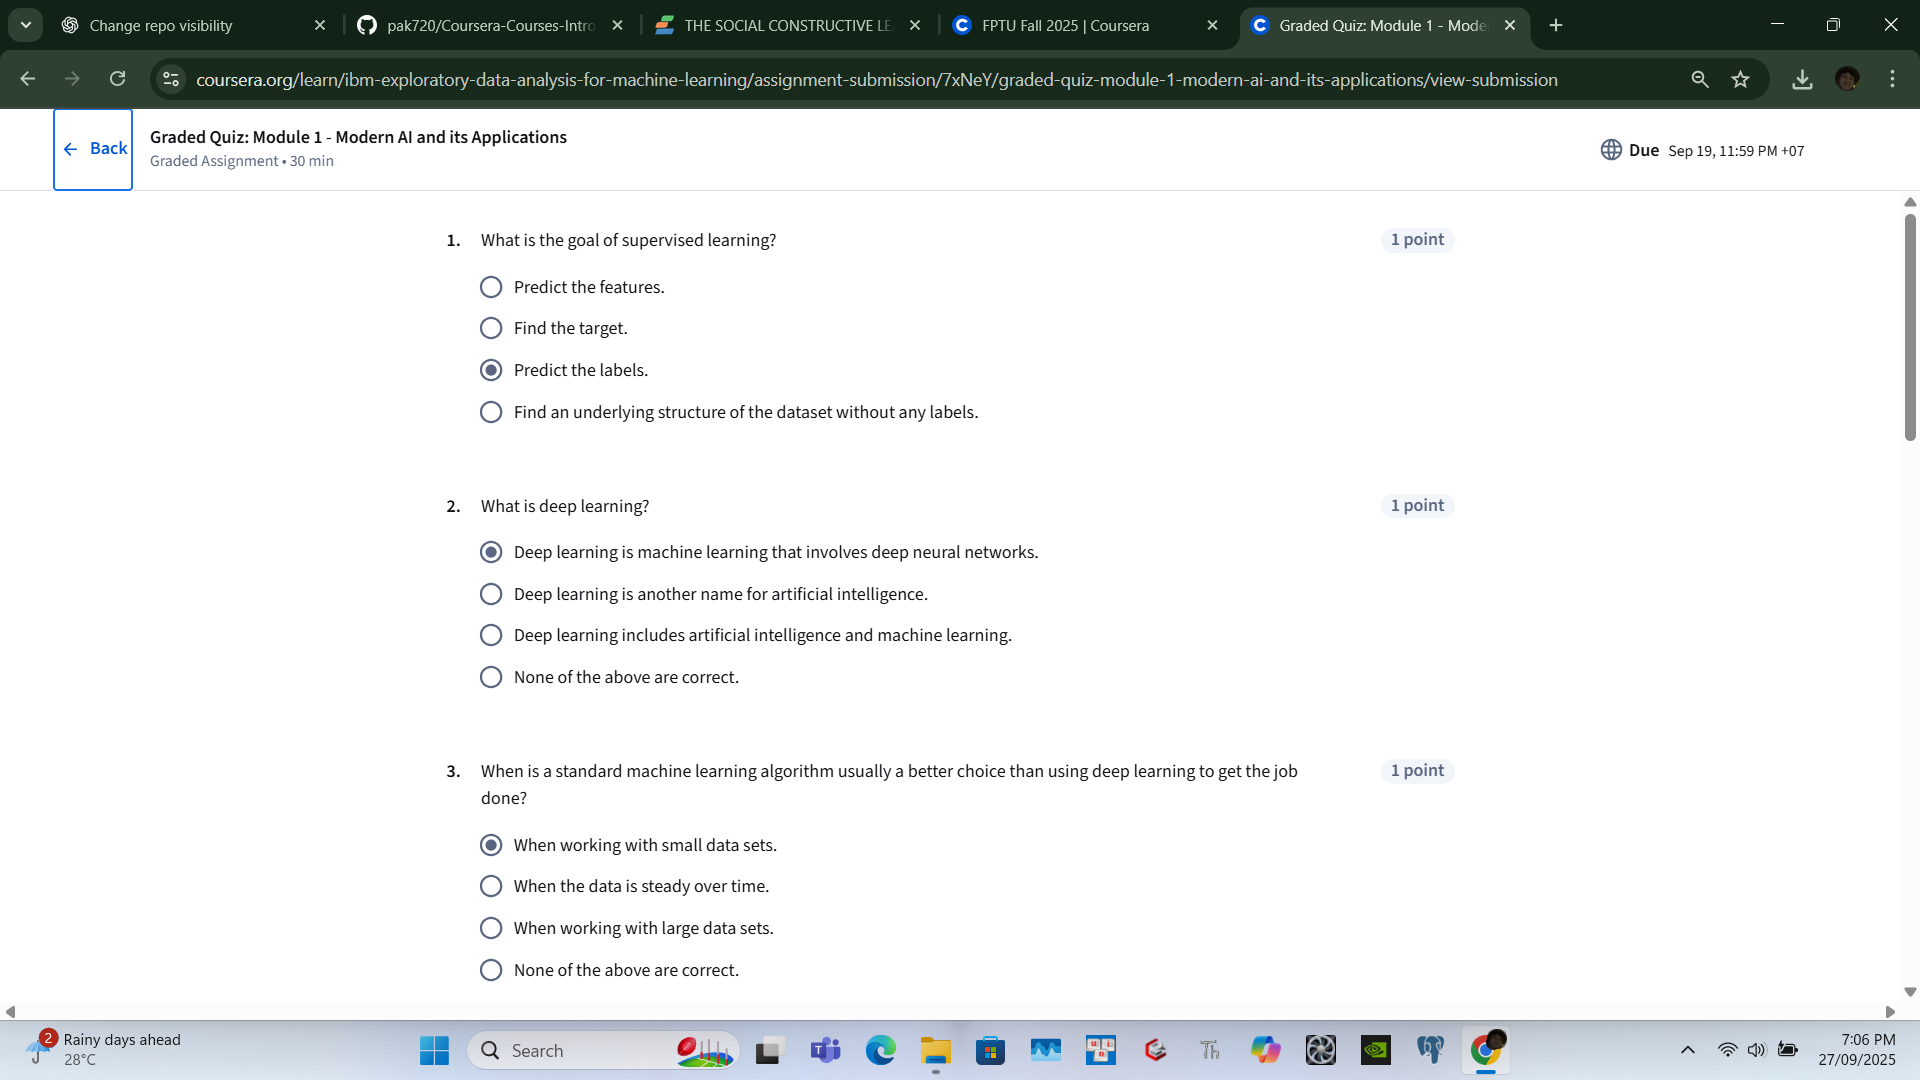 Change repo visibility
pak720/Coursera-Courses-Intro
THE SOCIAL CONSTRUCTIVE LE
FPTU Fall 2025 | Coursera
Graded Quiz: Module 1 - Mode
coursera.org/learn/ibm-exploratory-data-analysis-for-machine-learning/assignment-submission/7xNeY/graded-quiz-module-1-modern-ai-and-its-applications/view-submission
Back
Graded Quiz: Module 1 - Modern AI and its Applications
Graded Assignment • 30 min
Due Sep 19, 11:59 PM +07
1. What is the goal of supervised learning?
1 point
Predict the features.
Find the target.
Predict the labels.
Find an underlying structure of the dataset without any labels.
2. What is deep learning?
1 point
Deep learning is machine learning that involves deep neural networks.
Deep learning is another name for artificial intelligence.
Deep learning includes artificial intelligence and machine learning.
None of the above are correct.
3. When is a standard machine learning algorithm usually a better choice than using deep learning to get the job
done?
1 point
When working with small data sets.
When the data is steady over time.
When working with large data sets.
None of the above are correct.
2
Rainy days ahead
28°C
Search
7:06 PM
27/09/2025